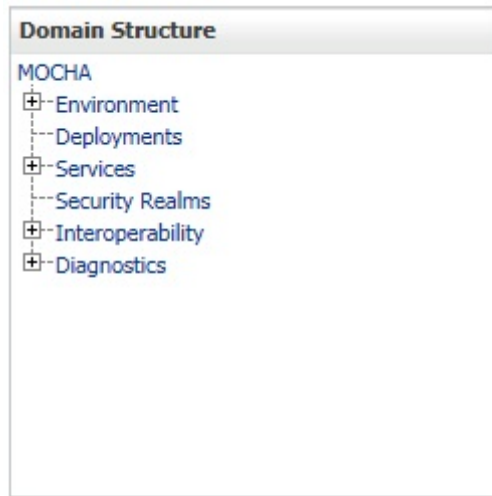 Domain Structure
MOCHA
Environment
Deployments
Services
Security Realms
Interoperability
Diagnostics